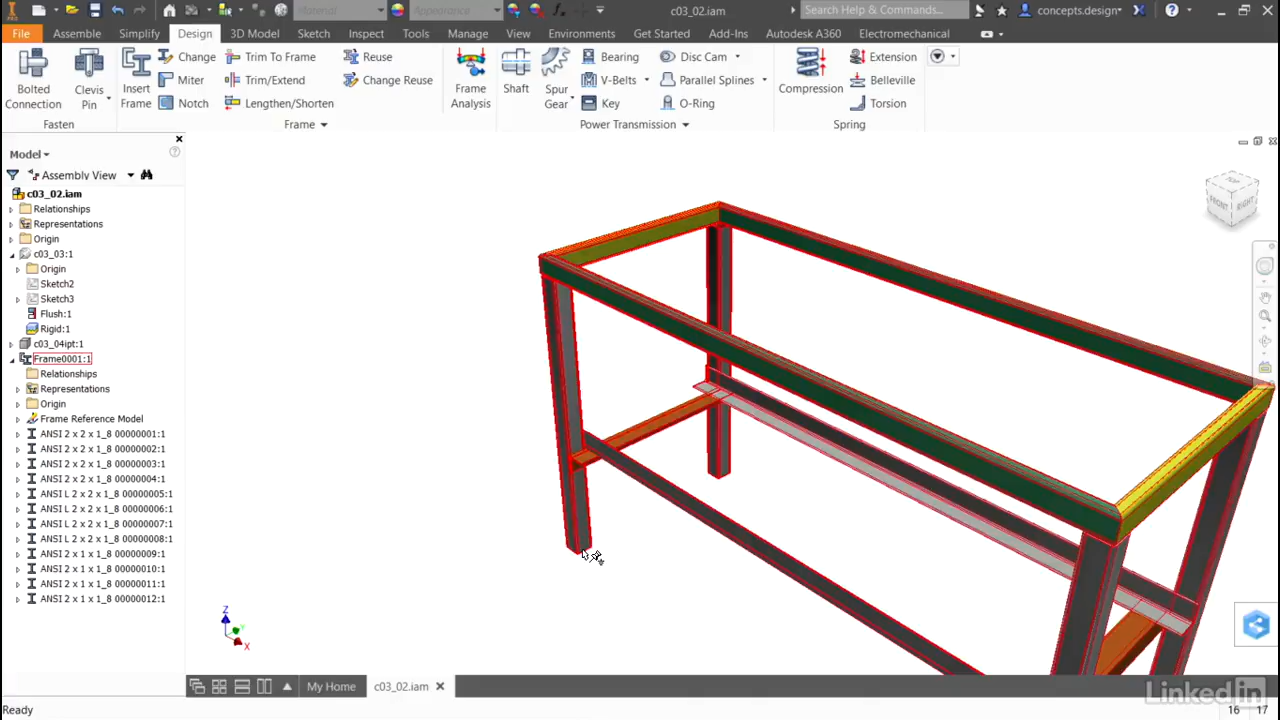 Material
Appearance
c03_02.iam
Search Help & Commands...
concepts.design
File
Assemble
Simplify
Design
3D Model
Sketch
Inspect
Tools
Manage
View
Environments
Get Started
Add-Ins
Autodesk A360
Electromechanical
Bolted Connection
Clevis Pin
Fasten
Insert Frame
Change
Miter
Notch
Trim To Frame
Trim/Extend
Lengthen/Shorten
Reuse
Change Reuse
Frame
Frame Analysis
Shaft
Spur Gear
Bearing
V-Belts
Key
Disc Cam
Parallel Splines
O-Ring
Power Transmission
Compression
Extension
Belleville
Torsion
Spring
Model
Assembly View
c03_02.iam
Relationships
Representations
Origin
c03_03:1
Origin
Sketch2
Sketch3
Flush:1
Rigid:1
c03_04ipt:1
Frame0001:1
Relationships
Representations
Origin
Frame Reference Model
ANSI 2 x 2 x 1_8 00000001:1
ANSI 2 x 2 x 1_8 00000002:1
ANSI 2 x 2 x 1_8 00000003:1
ANSI 2 x 2 x 1_8 00000004:1
ANSI L 2 x 2 x 1_8 00000005:1
ANSI L 2 x 2 x 1_8 00000006:1
ANSI L 2 x 2 x 1_8 00000007:1
ANSI L 2 x 2 x 1_8 00000008:1
ANSI 2 x 1 x 1_8 00000009:1
ANSI 2 x 1 x 1_8 00000010:1
ANSI 2 x 1 x 1_8 00000011:1
ANSI 2 x 1 x 1_8 00000012:1
TOP
FRONT
RIGHT
Z
Y
X
My Home
c03_02.iam
LinkedIn
Ready
16
17